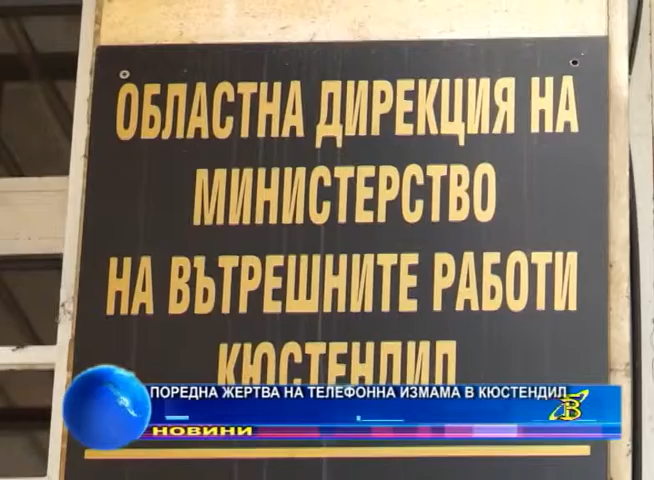 ОБЛАСТНА ДИРЕКЦИЯ НА
МИНИСТЕРСТВО
НА ВЪТРЕШНИТЕ РАБОТИ
КЮСТЕНДИЛ
ПОРЕДНА ЖЕРТВА НА ТЕЛЕФОННА ИЗМАМА В КЮСТЕНДИЛ
В
НОВИНИ